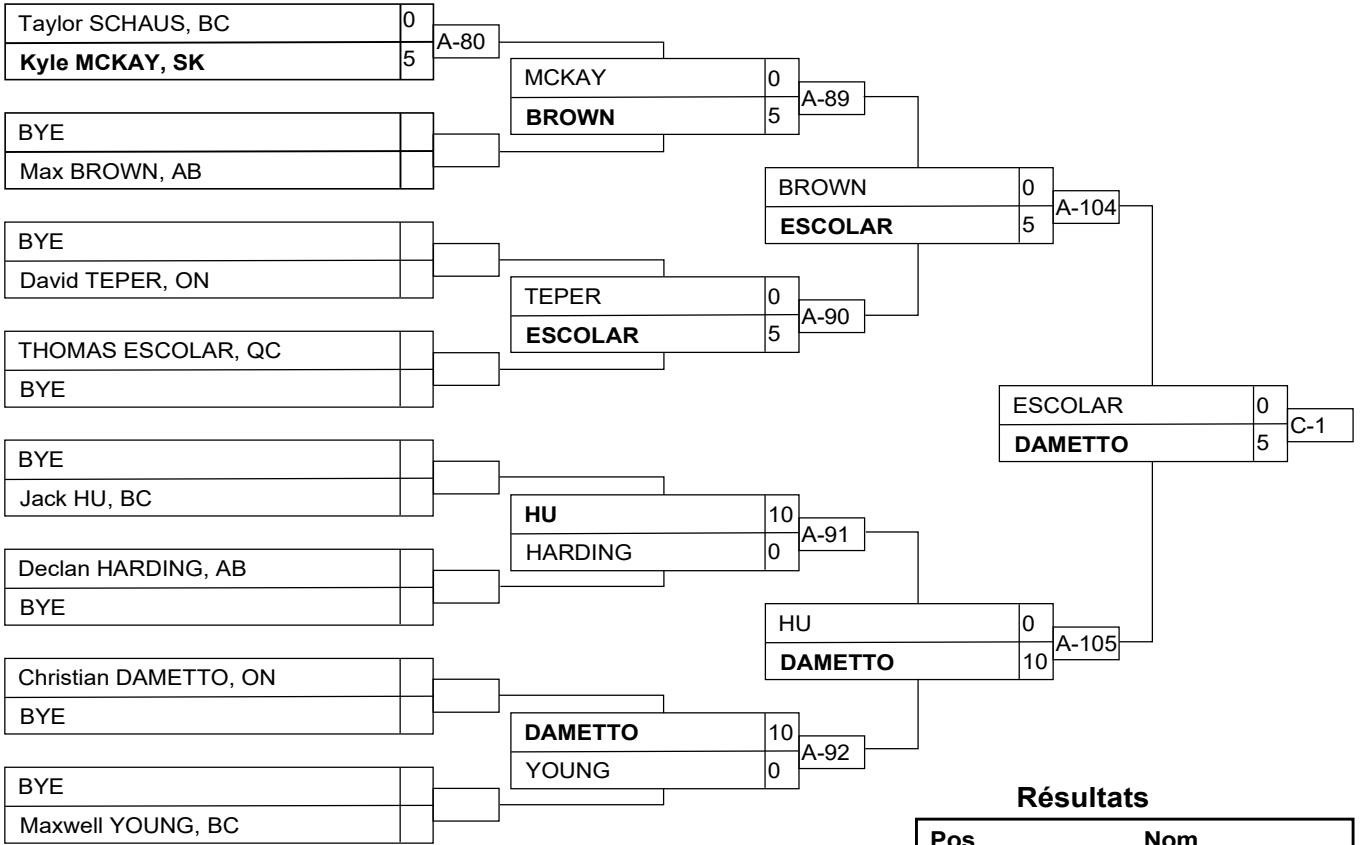 Taylor SCHAUS, BC 0
Kyle MCKAY, SK 5
A-80
BYE
Max BROWN, AB
BYE
David TEPER, ON
THOMAS ESCOLAR, QC
BYE
BYE
Jack HU, BC
Declan HARDING, AB
BYE
Christian DAMETTO, ON
BYE
BYE
Maxwell YOUNG, BC
MCKAY 0
BROWN 5
A-89
TEPER 0
ESCOLAR 5
A-90
HU 10
HARDING 0
A-91
DAMETTO 10
YOUNG 0
A-92
BROWN 0
ESCOLAR 5
A-104
HU 0
DAMETTO 10
A-105
ESCOLAR 0
DAMETTO 5
C-1
Résultats
Pos Nom